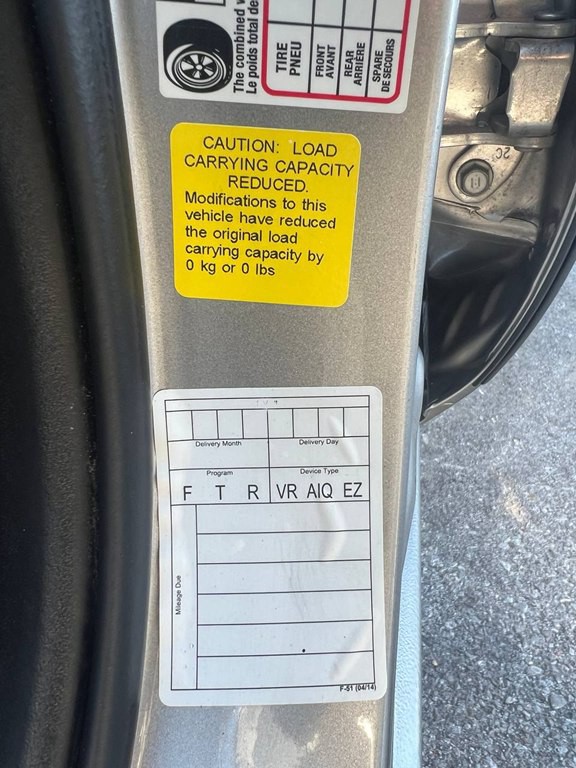 The combined w
Le poids total de
TIRE
PNEU
FRONT
AVANT
REAR
ARRIÈRE
SPARE
DE SECOURS
CAUTION: LOAD
CARRYING CAPACITY
REDUCED.
Modifications to this
vehicle have reduced
the original load
carrying capacity by
0 kg or 0 lbs
2C
U
Delivery Month Delivery Day
Program Device Type
F T R VR AIQ EZ
Mileage Due
F-51 (04/14)